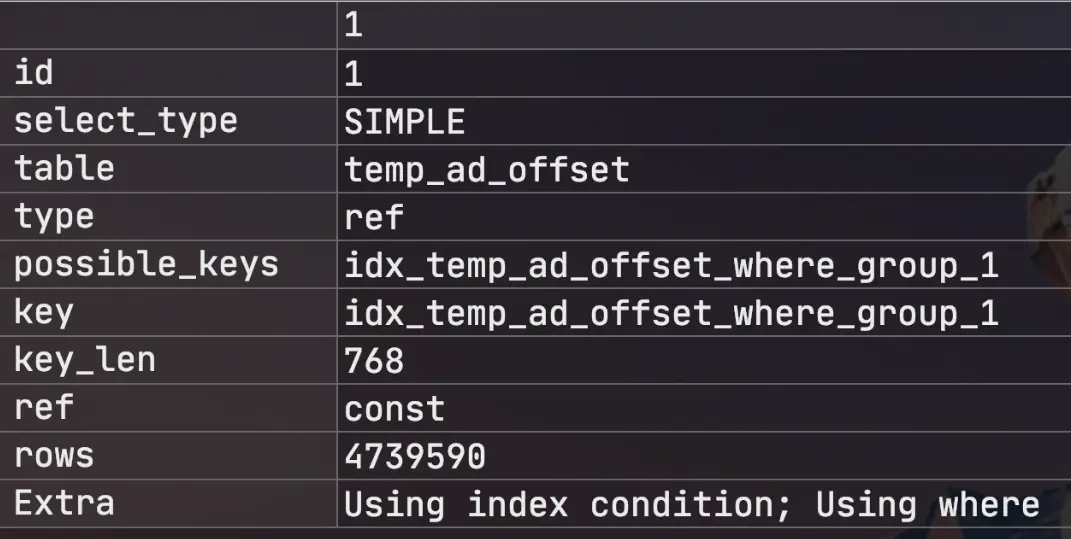 1
id 1
select_type SIMPLE
table temp_ad_offset
type ref
possible_keys idx_temp_ad_offset_where_group_1
key idx_temp_ad_offset_where_group_1
key_len 768
ref const
rows 4739590
Extra Using index condition; Using where